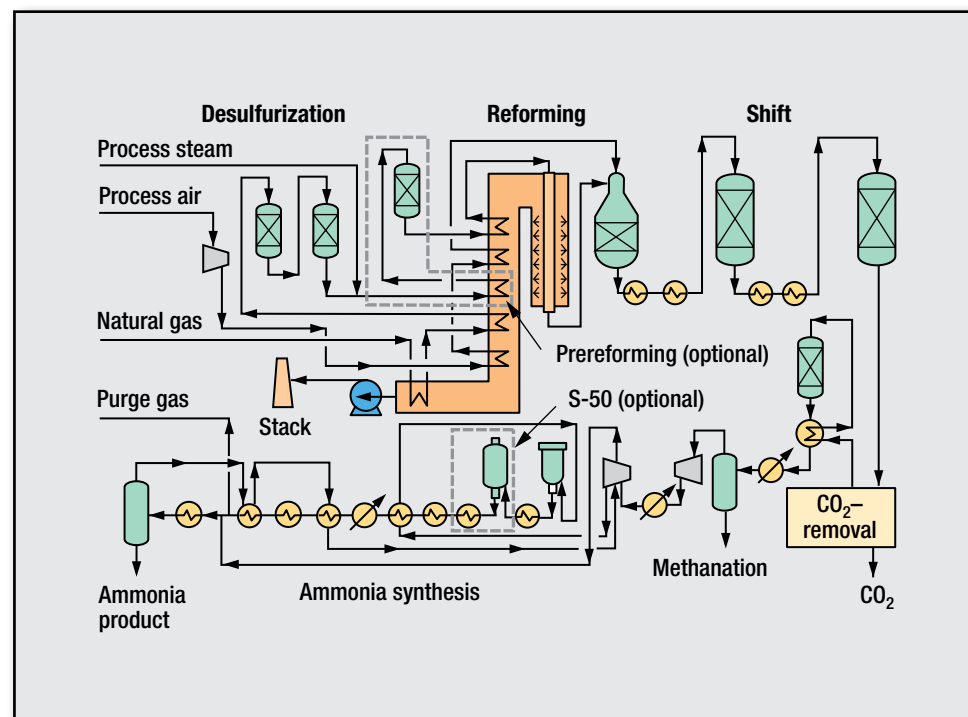 Desulfurization
Reforming
Shift
Process steam
Process air
Natural gas
Prereforming (optional)
Purge gas
Stack
S-50 (optional)
CO₂–
removal
Methanation
Ammonia synthesis
Ammonia
product
CO₂